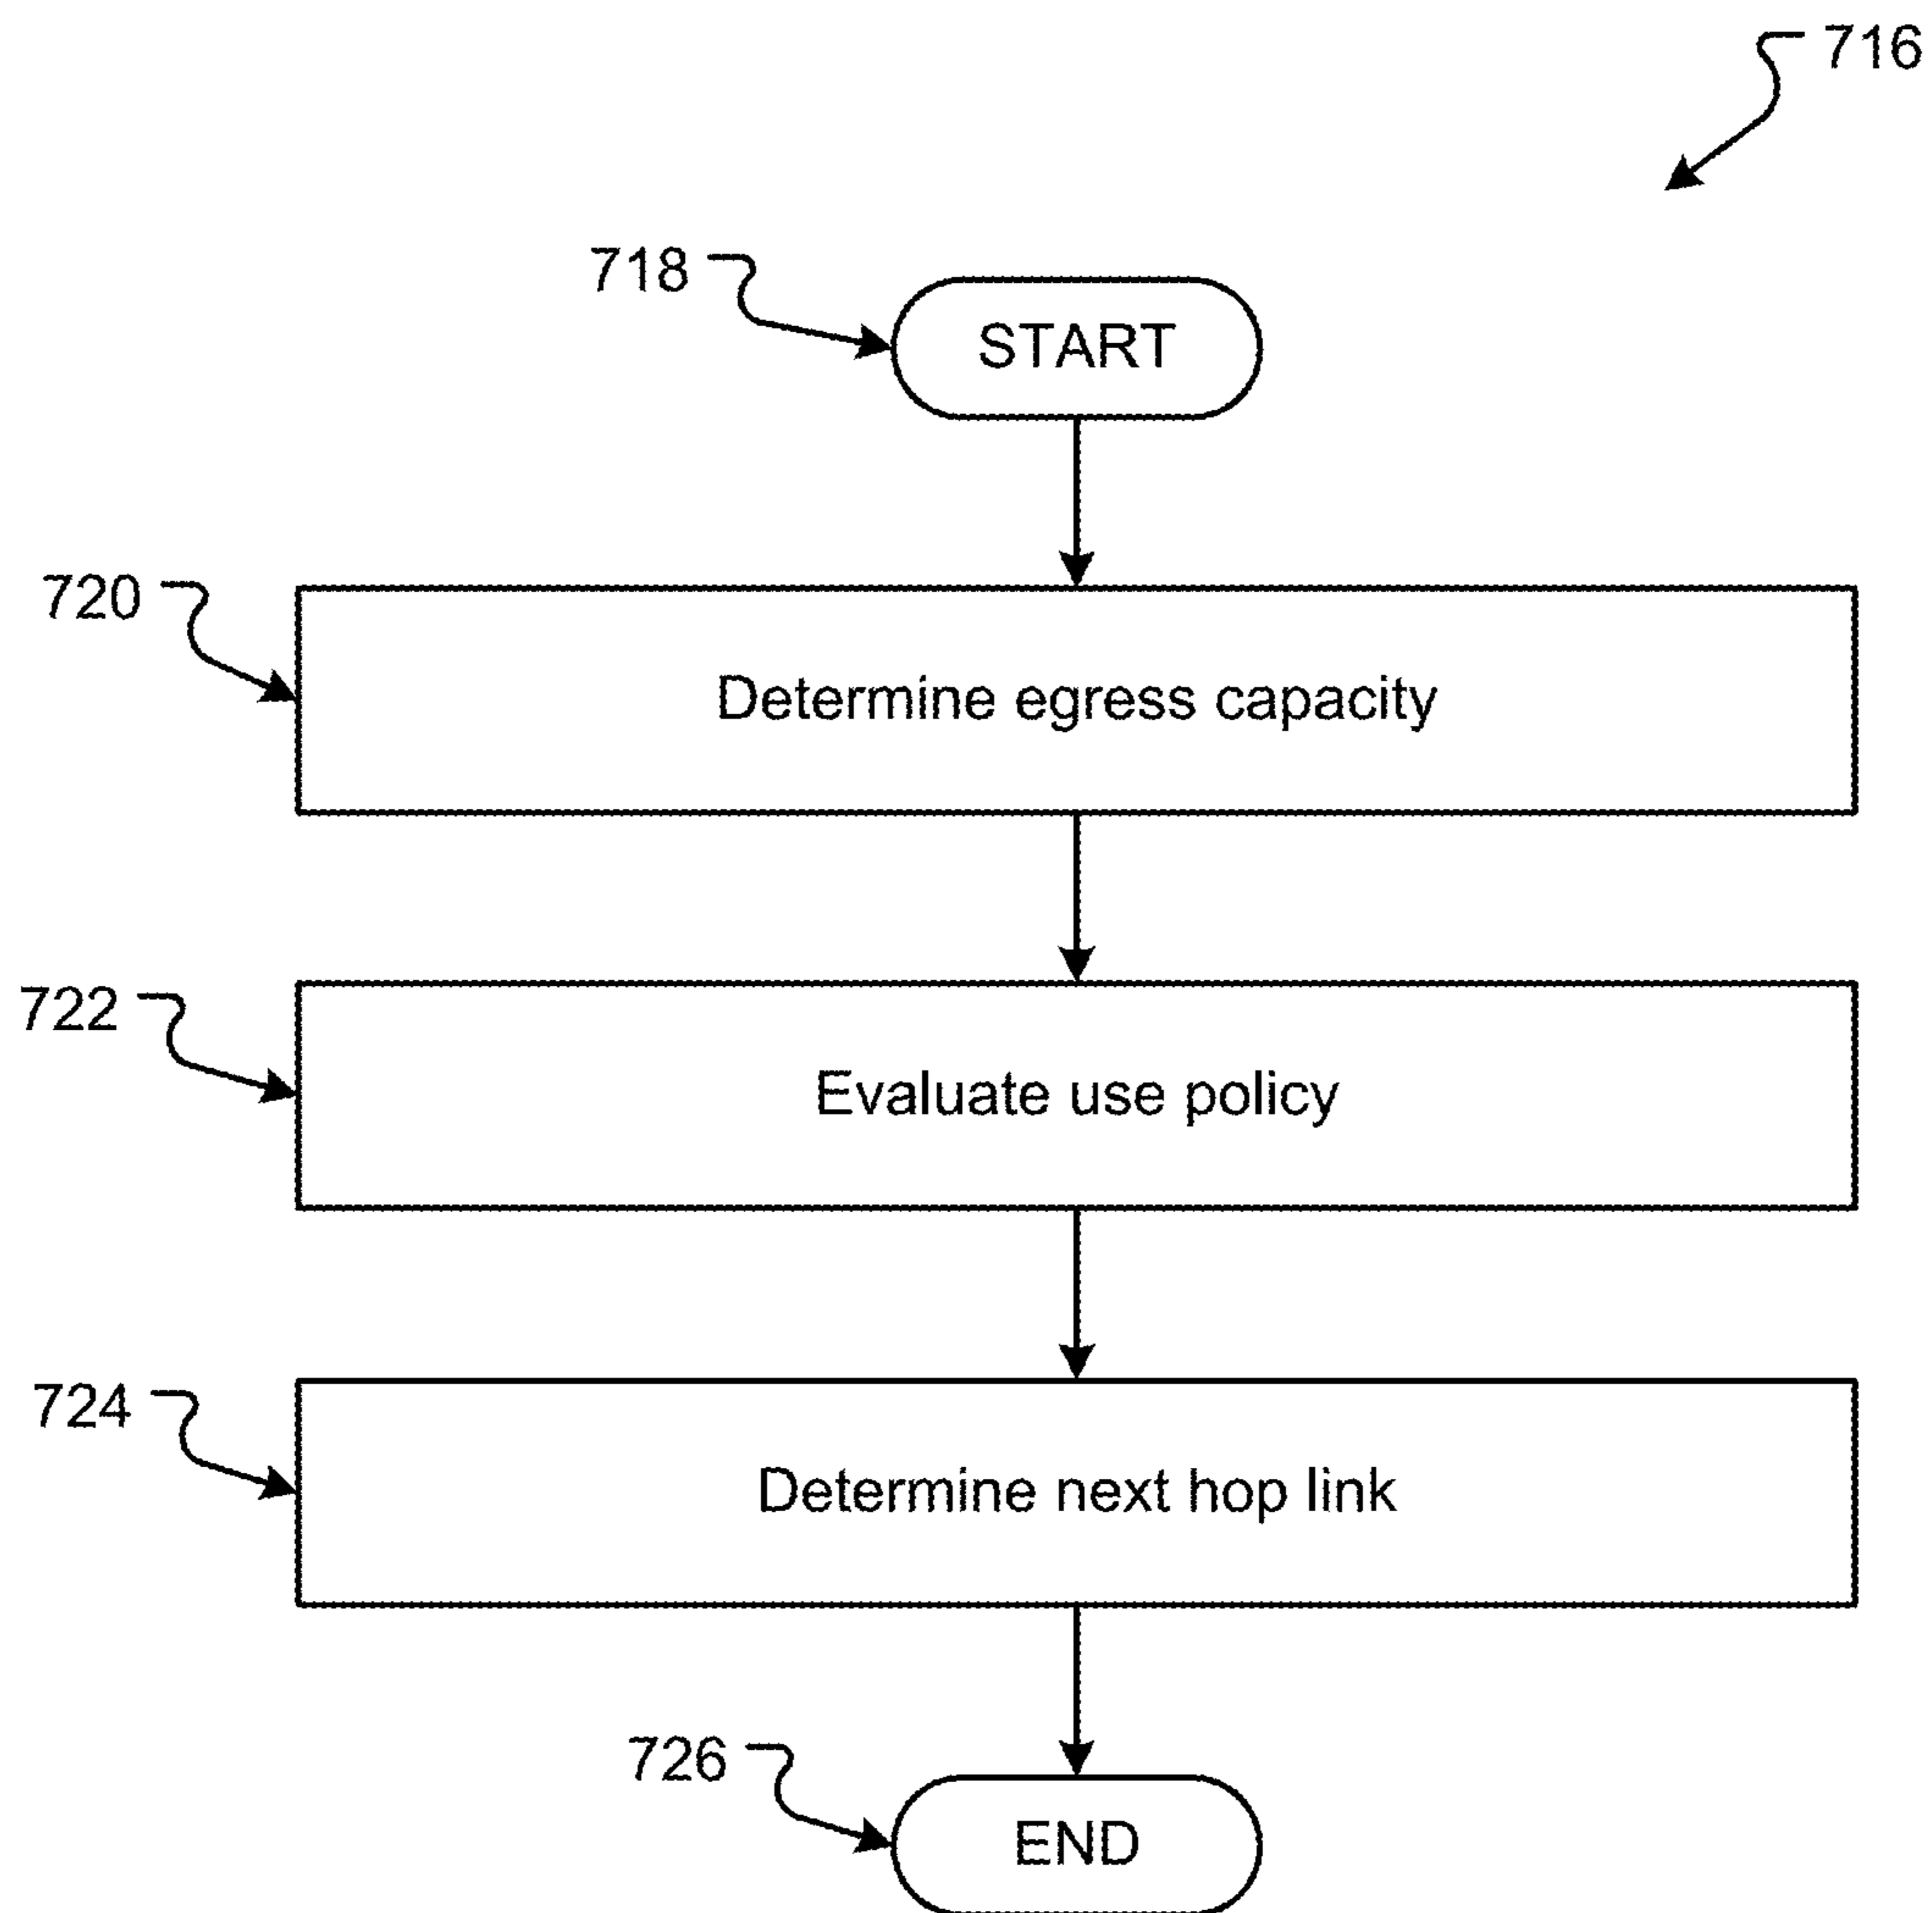 716
718
START
720
Determine egress capacity
722
Evaluate use policy
724
Determine next hop link
726
END